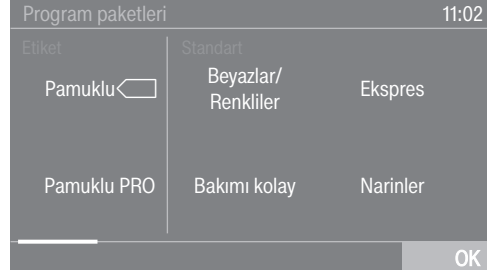 Program paketleri 11:02
Etiket Standart
Pamuklu
Beyazlar/
Renkliler
Ekspres
Pamuklu PRO Bakımı kolay Narinler
OK